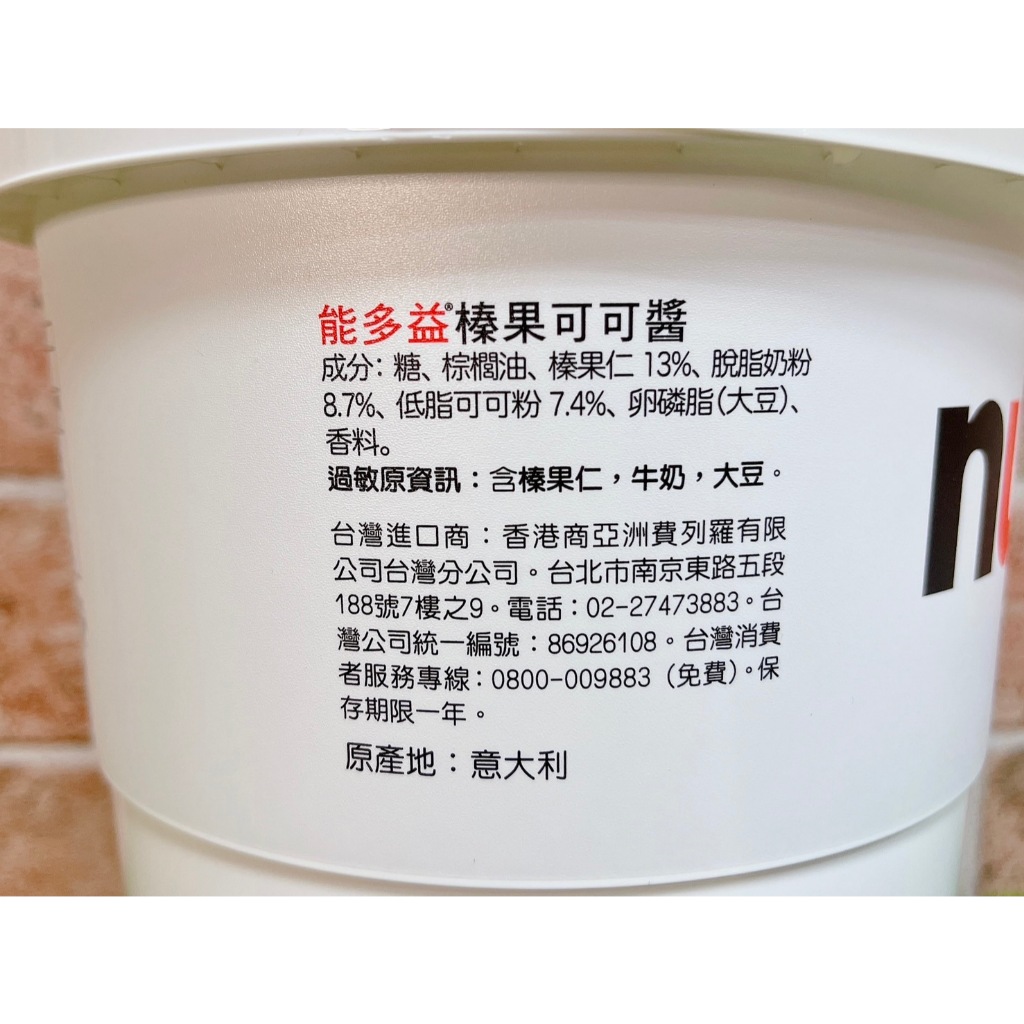 能多益®榛果可可醬
成分：糖、棕櫚油、榛果仁 13%、脫脂奶粉
8.7%、低脂可可粉 7.4%、卵磷脂（大豆）、
香料。
過敏原資訊：含榛果仁，牛奶，大豆。
台灣進口商：香港商亞洲費列羅有限
公司台灣分公司。台北市南京東路五段
188號7樓之9。電話：02-27473883。台
灣公司統一編號：86926108。台灣消費
者服務專線：0800-009883（免費）。保
存期限一年。
原產地：意大利
nu